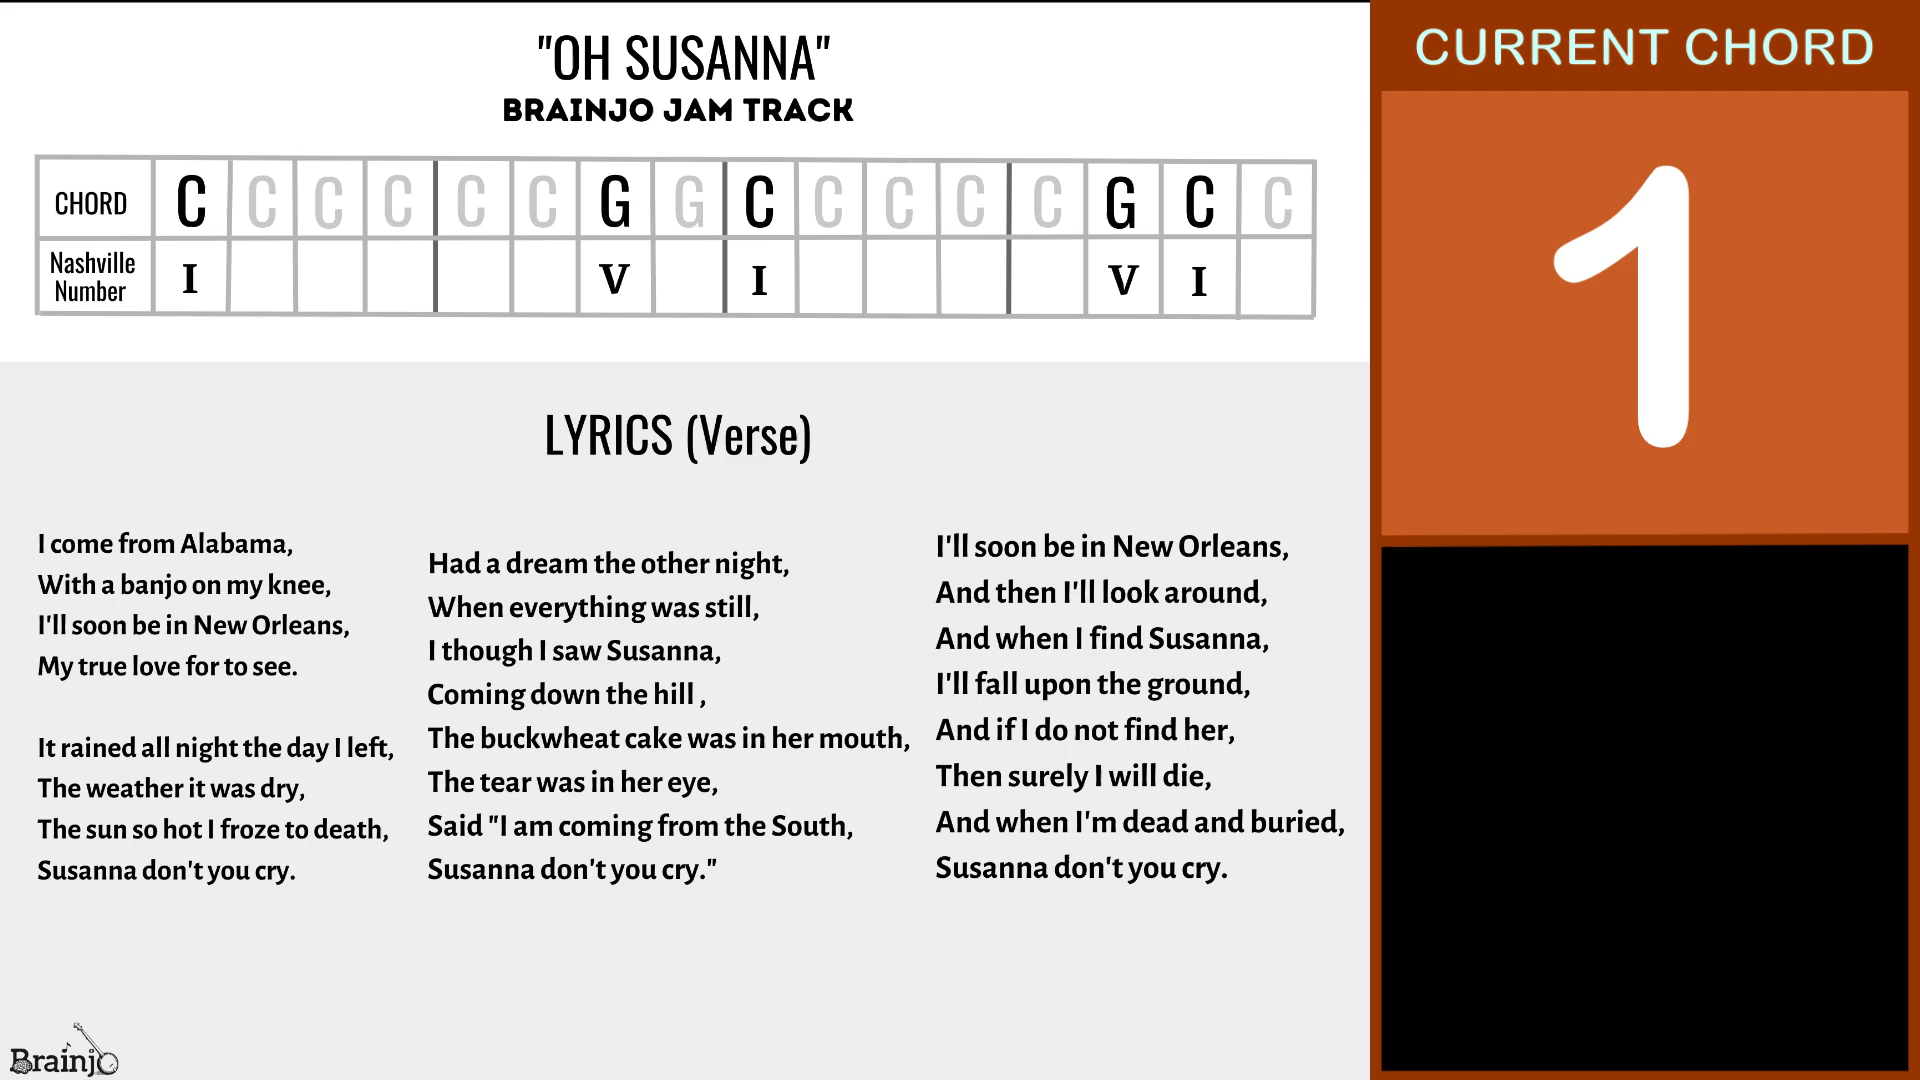 "OH SUSANNA"
BRAINJO JAM TRACK
CHORD C C C C C C G G C C C C C G C C
Nashville Number I V I V I
LYRICS (Verse)
I come from Alabama,
With a banjo on my knee,
I'll soon be in New Orleans,
My true love for to see.
It rained all night the day I left,
The weather it was dry,
The sun so hot I froze to death,
Susanna don't you cry.
Had a dream the other night,
When everything was still,
I though I saw Susanna,
Coming down the hill ,
The buckwheat cake was in her mouth,
The tear was in her eye,
Said "I am coming from the South,
Susanna don't you cry."
I'll soon be in New Orleans,
And then I'll look around,
And when I find Susanna,
I'll fall upon the ground,
And if I do not find her,
Then surely I will die,
And when I'm dead and buried,
Susanna don't you cry.
Brainjo
CURRENT CHORD
1